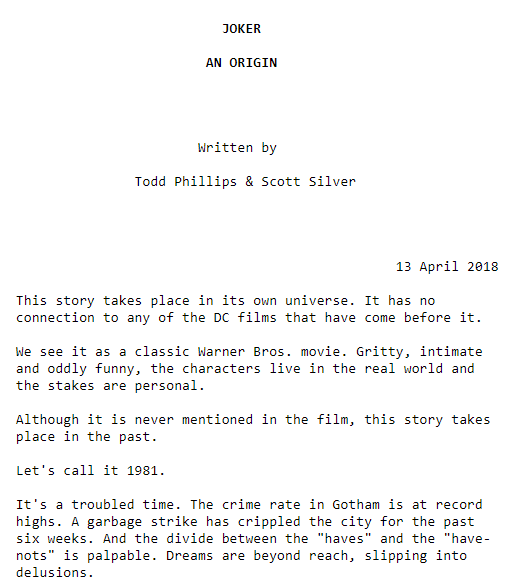 JOKER
AN ORIGIN
Written by
Todd Phillips & Scott Silver
13 April 2018
This story takes place in its own universe. It has no
connection to any of the DC films that have come before it.
We see it as a classic Warner Bros. movie. Gritty, intimate
and oddly funny, the characters live in the real world and
the stakes are personal.
Although it is never mentioned in the film, this story takes
place in the past.
Let's call it 1981.
It's a troubled time. The crime rate in Gotham is at record
highs. A garbage strike has crippled the city for the past
six weeks. And the divide between the "haves" and the "have-
nots" is palpable. Dreams are beyond reach, slipping into
delusions.